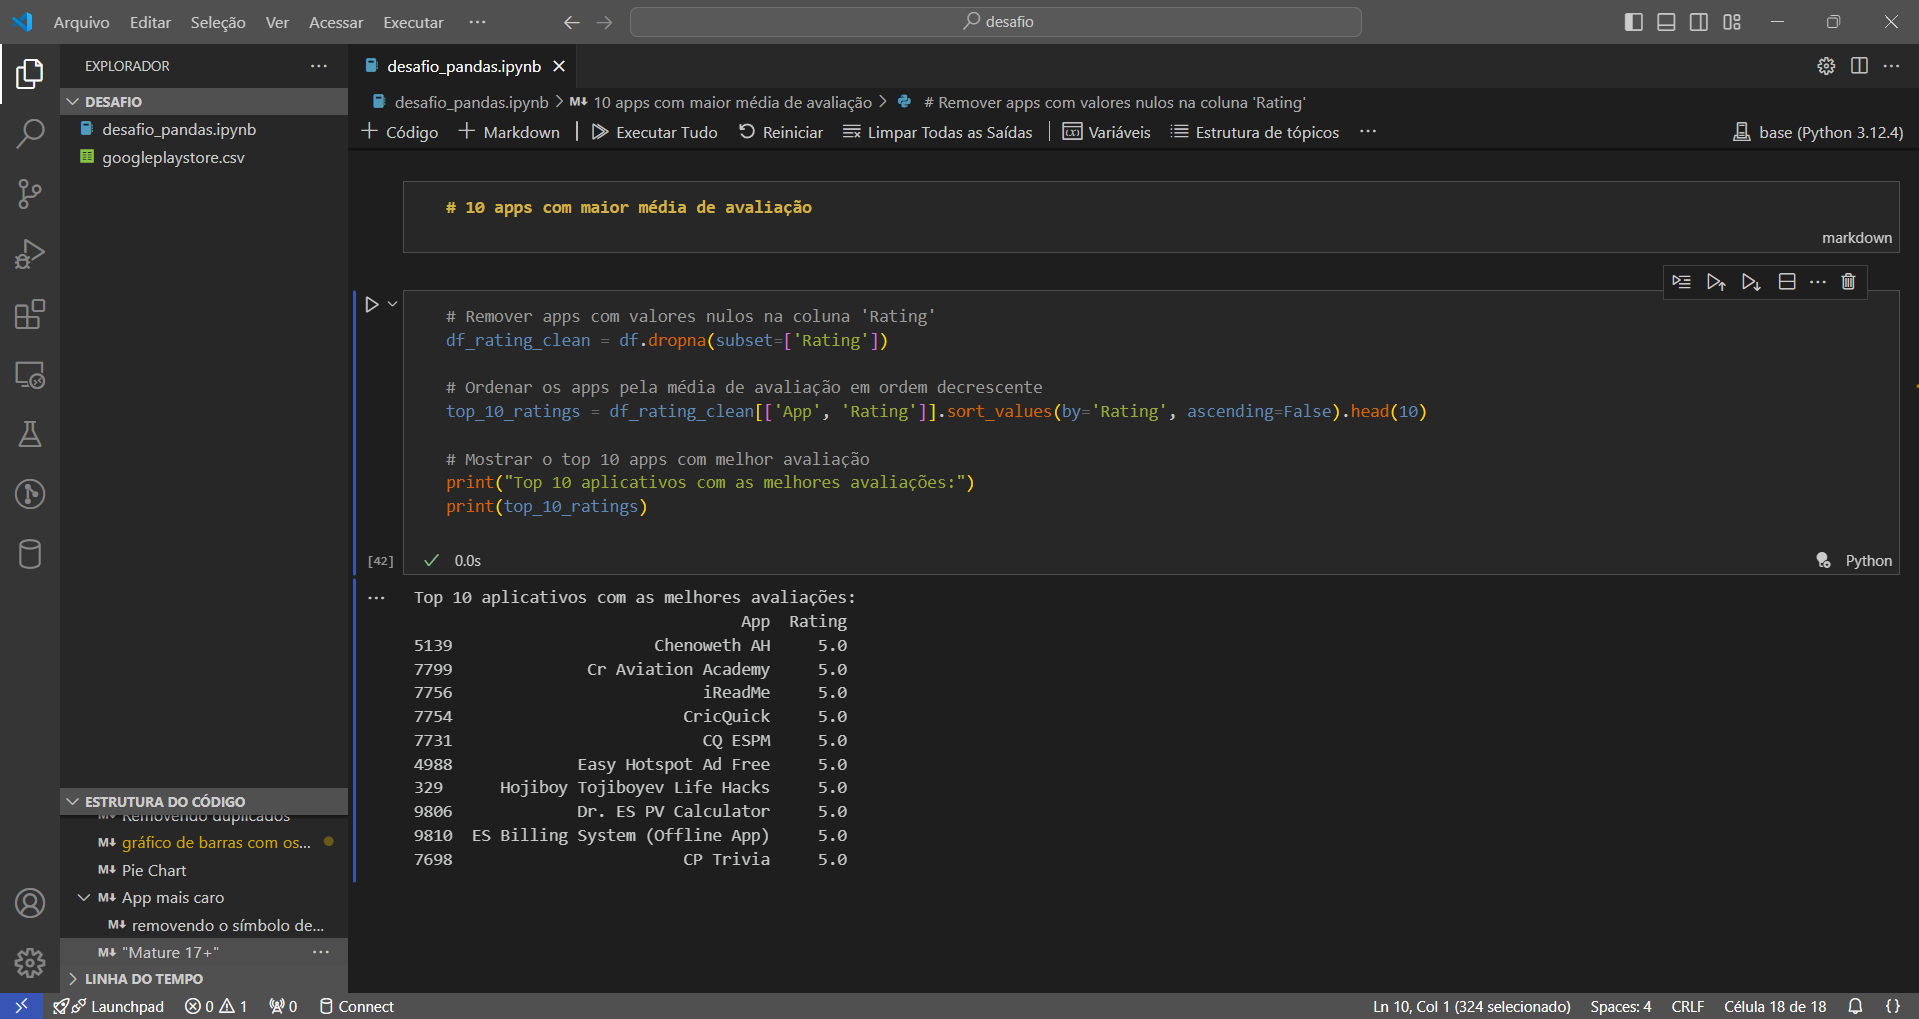 Arquivo Editar Seleção Ver Acessar Executar ··· desafio
EXPLORADOR ···
DESAFIO
desafio_pandas.ipynb
googleplaystore.csv
ESTRUTURA DO CÓDIGO
Removendo duplicados
M↓ gráfico de barras com os...
M↓ Pie Chart
M↓ App mais caro
M↓ removendo o símbolo de...
M↓ "Mature 17+" ···
LINHA DO TEMPO
desafio_pandas.ipynb
desafio_pandas.ipynb > M↓ 10 apps com maior média de avaliação > # Remover apps com valores nulos na coluna 'Rating'
+ Código + Markdown | Executar Tudo Reiniciar Limpar Todas as Saídas | Variáveis Estrutura de tópicos ··· base (Python 3.12.4)
# 10 apps com maior média de avaliação
markdown
# Remover apps com valores nulos na coluna 'Rating'
df_rating_clean = df.dropna(subset=['Rating'])
# Ordenar os apps pela média de avaliação em ordem decrescente
top_10_ratings = df_rating_clean[['App', 'Rating']].sort_values(by='Rating', ascending=False).head(10)
# Mostrar o top 10 apps com melhor avaliação
print("Top 10 aplicativos com as melhores avaliações:")
print(top_10_ratings)
[42] ✓ 0.0s Python
Top 10 aplicativos com as melhores avaliações:
App Rating
5139 Chenoweth AH 5.0
7799 Cr Aviation Academy 5.0
7756 iReadMe 5.0
7754 CricQuick 5.0
7731 CQ ESPM 5.0
4988 Easy Hotspot Ad Free 5.0
329 Hojiboy Tojiboyev Life Hacks 5.0
9806 Dr. ES PV Calculator 5.0
9810 ES Billing System (Offline App) 5.0
7698 CP Trivia 5.0
Launchpad 0 1 0 Connect Ln 10, Col 1 (324 selecionado) Spaces: 4 CRLF Célula 18 de 18 {}